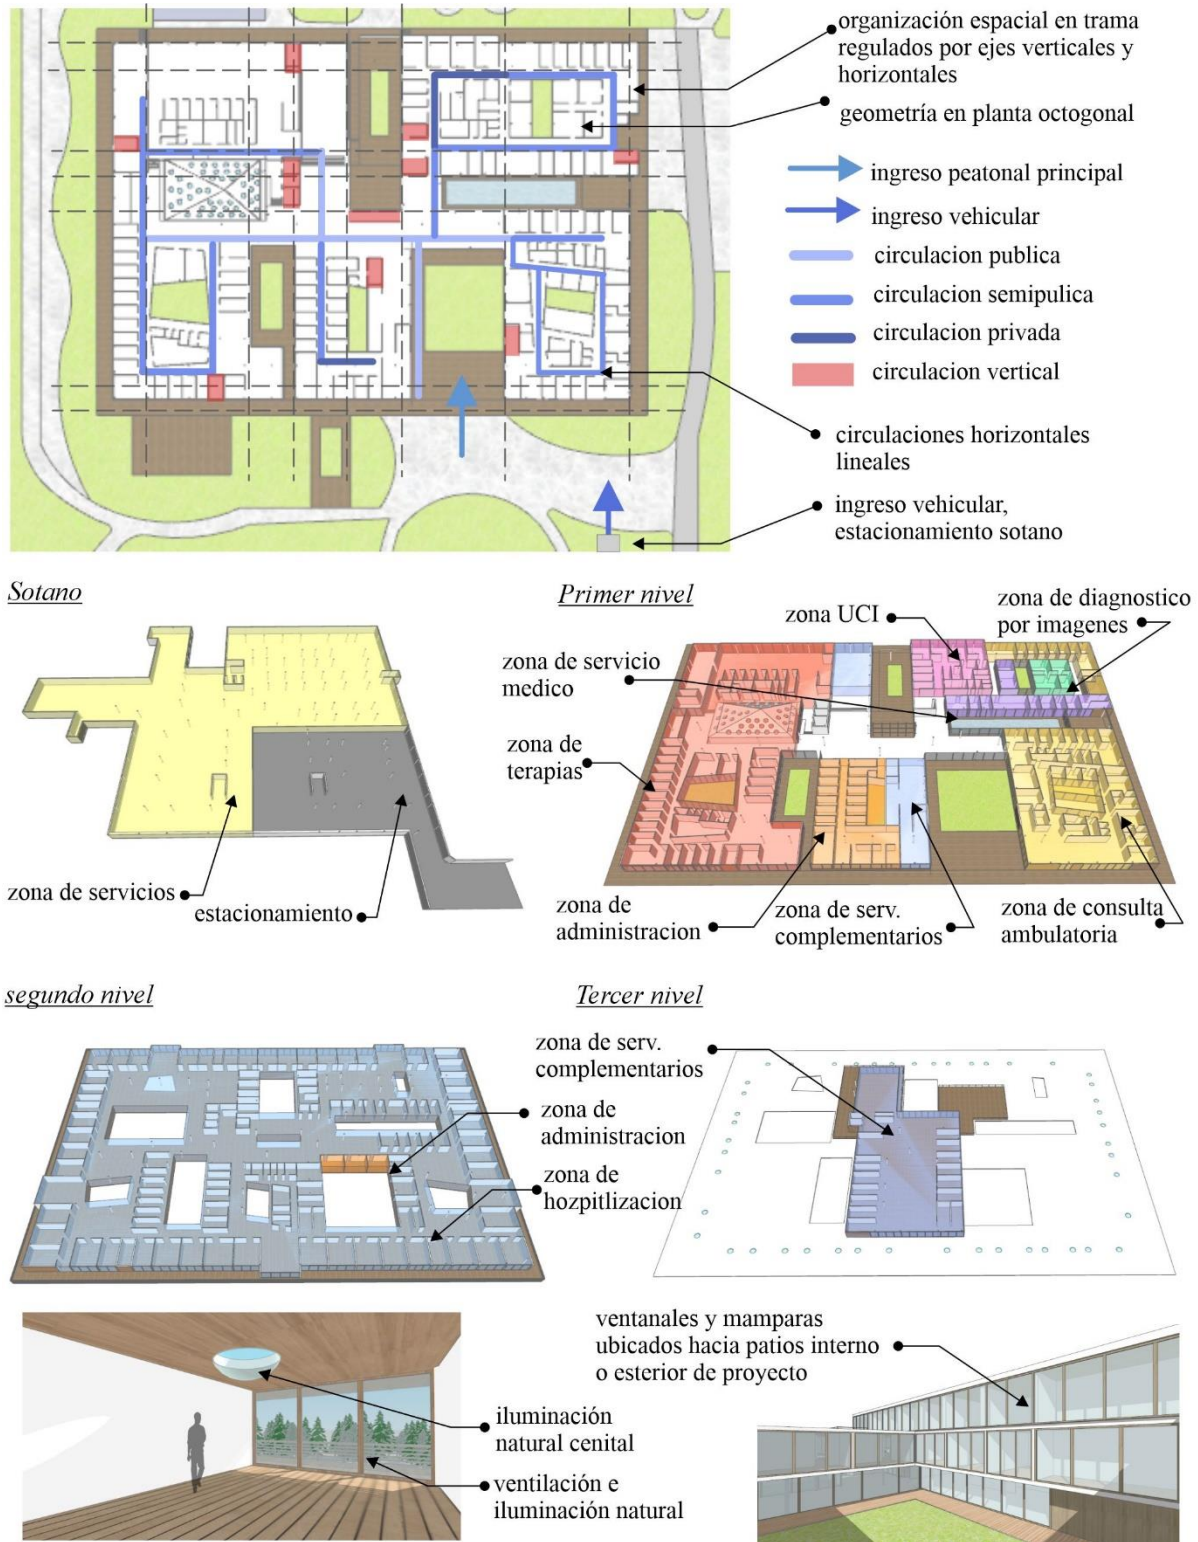 organización espacial en trama
regulados por ejes verticales y
horizontales
geometría en planta octogonal
ingreso peatonal principal
ingreso vehicular
circulacion publica
circulacion semipulica
circulacion privada
circulacion vertical
circulaciones horizontales
lineales
ingreso vehicular,
estacionamiento sotano
Sotano
zona de servicios
estacionamiento
Primer nivel
zona UCI
zona de diagnostico
por imagenes
zona de servicio
medico
zona de
terapias
zona de
administracion
zona de serv.
complementarios
zona de consulta
ambulatoria
segundo nivel
zona de
administracion
zona de
hozpitlizacion
Tercer nivel
zona de serv.
complementarios
iluminación
natural cenital
ventilación e
iluminación natural
ventanales y mamparas
ubicados hacia patios interno
o esterior de proyecto